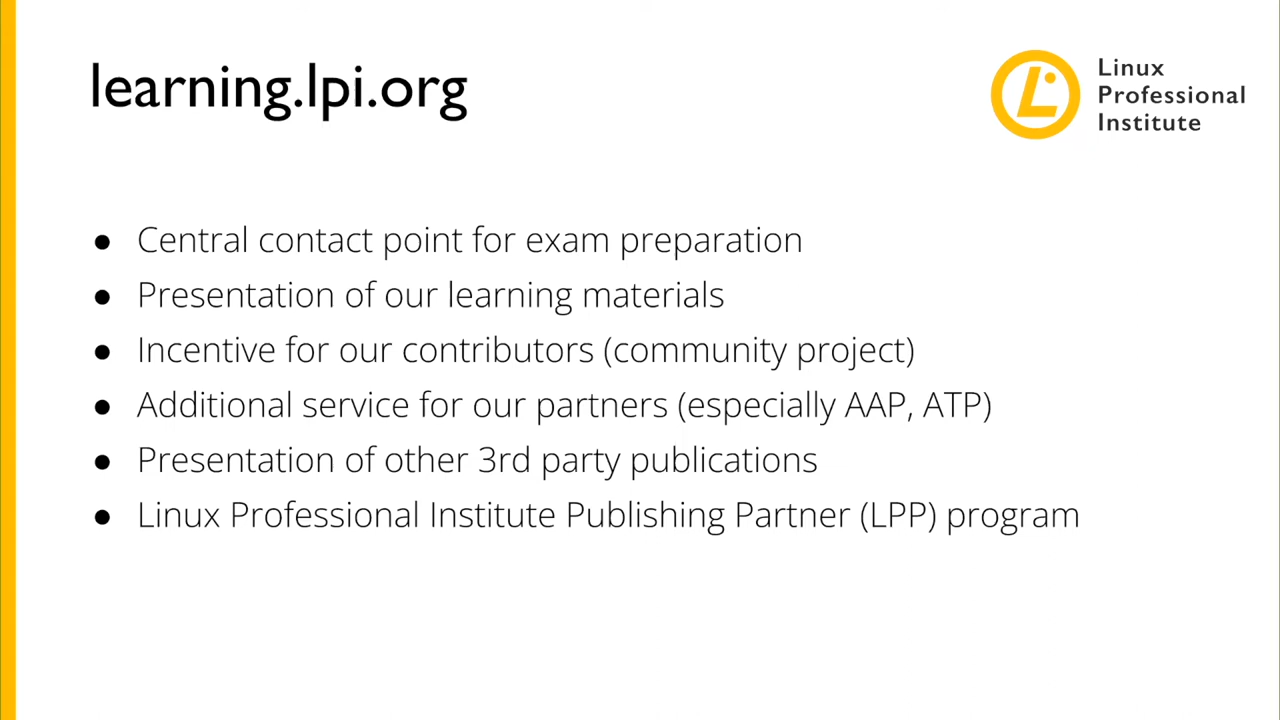 learning.lpi.org
Linux
Professional
Institute
● Central contact point for exam preparation
● Presentation of our learning materials
● Incentive for our contributors (community project)
● Additional service for our partners (especially AAP, ATP)
● Presentation of other 3rd party publications
● Linux Professional Institute Publishing Partner (LPP) program